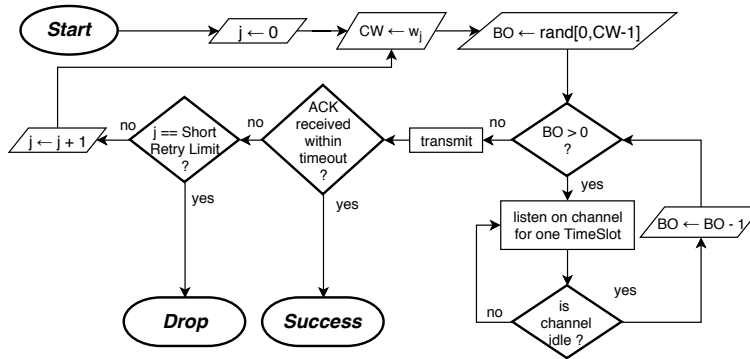 Start
j ← 0
CW ← wj
BO ← rand[0,CW-1]
j ← j + 1
no
j == Short
Retry Limit
?
yes
no
ACK
received
within
timeout
?
yes
transmit
no
BO > 0
?
yes
listen on channel
for one TimeSlot
BO ← BO - 1
no
is
channel
idle ?
yes
Drop
Success